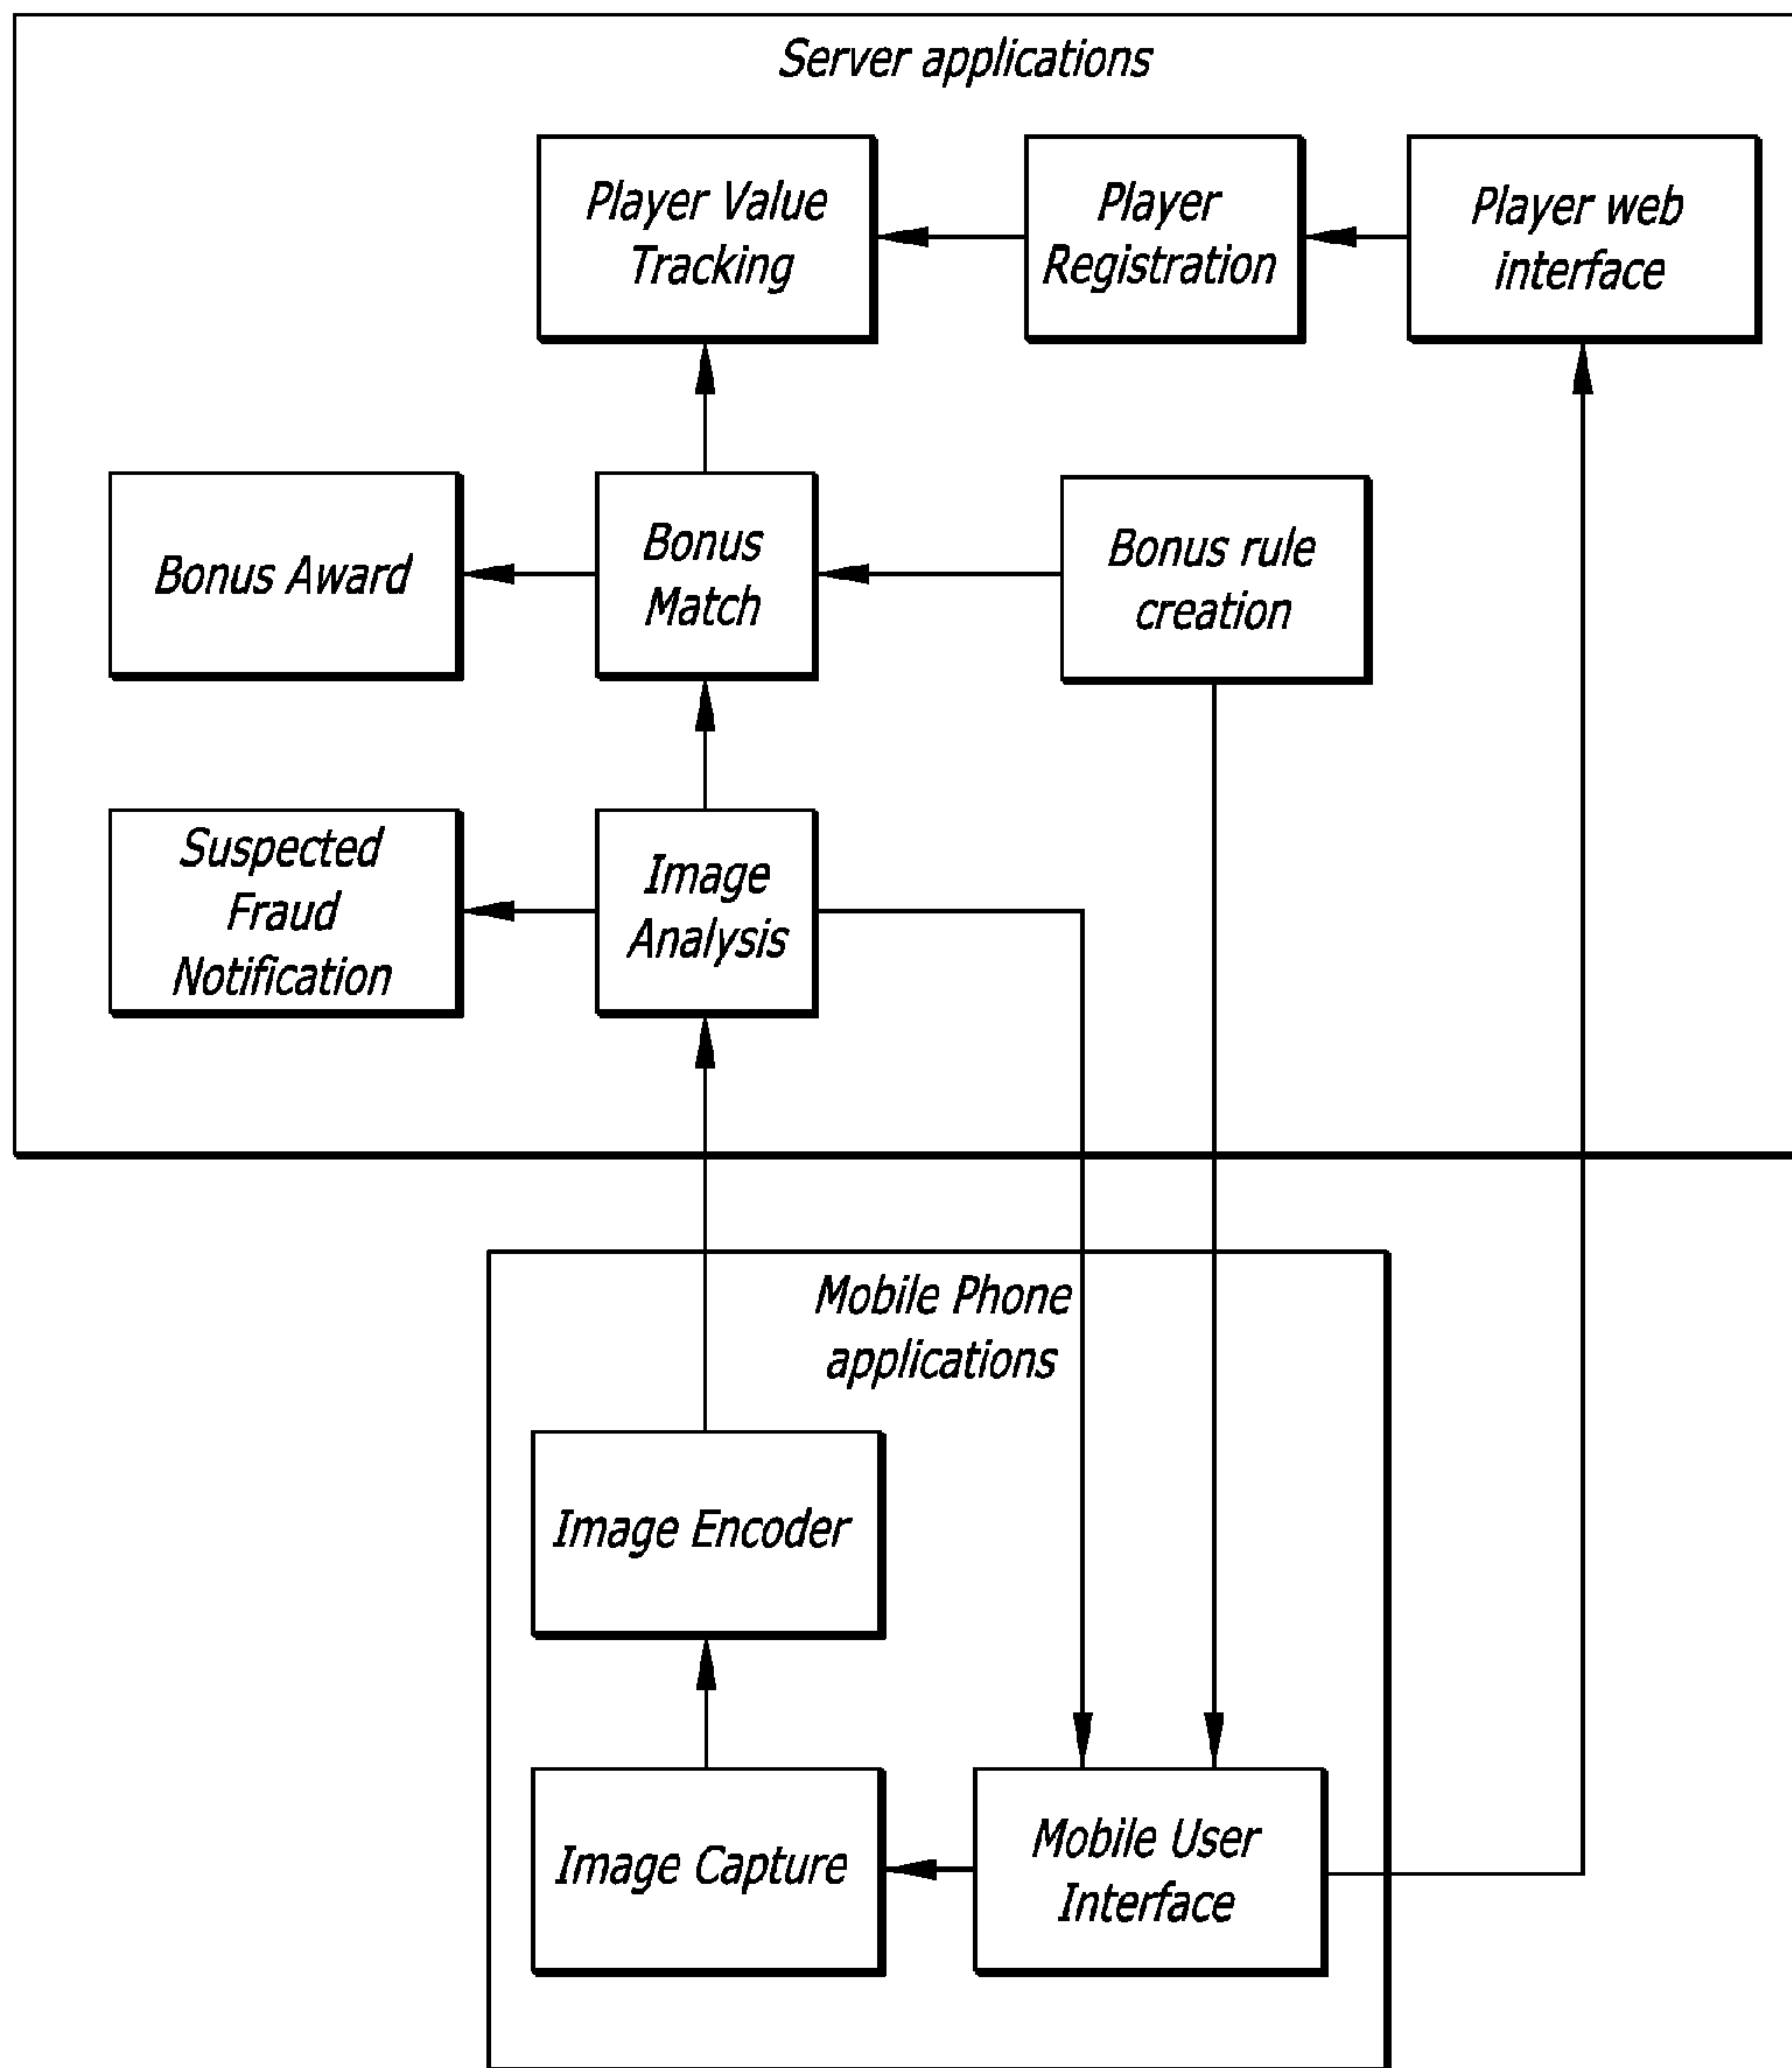 Server applications
Player Value
Tracking
Player
Registration
Player web
interface
Bonus Award
Bonus
Match
Bonus rule
creation
Suspected
Fraud
Notification
Image
Analysis
Mobile Phone
applications
Image Encoder
Image Capture
Mobile User
Interface